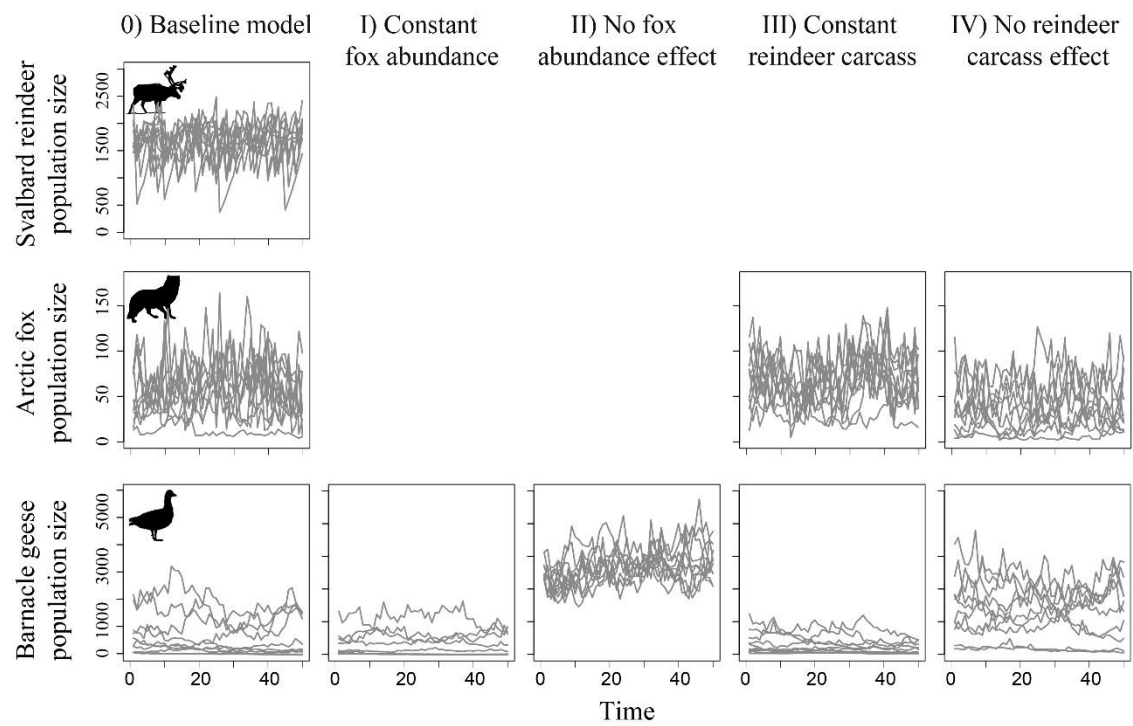 0) Baseline model
I) Constant
fox abundance
II) No fox
abundance effect
III) Constant
reindeer carcass
IV) No reindeer
carcass effect
Svalbard reindeer
population size
2500
1500
500
0
Arctic fox
population size
150
100
50
0
Barnacle geese
population size
5000
3000
1000
0
0 20 40
0 20 40
0 20 40
0 20 40
0 20 40
Time